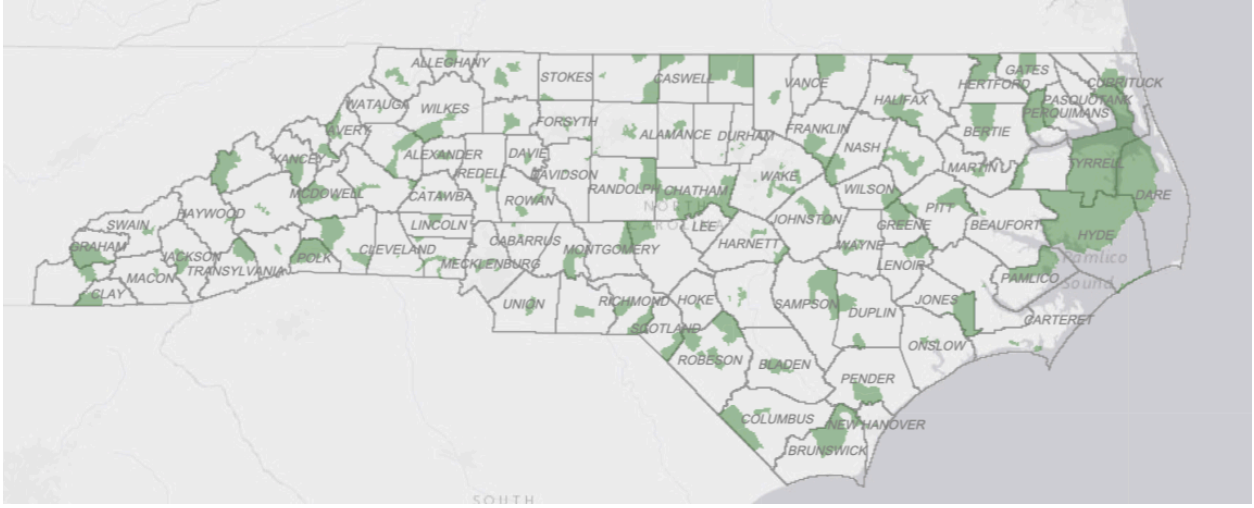 ALLEGHANY
STOKES
CASWELL
VANCE
HERTFORD
GATES
CURRITUCK
WATAUGA
WILKES
FORSYTH
HALIFAX
PASQUOTANK
PERQUIMANS
AVERY
ALAMANCE
DURHAM
FRANKLIN
BERTIE
YANCEY
ALEXANDER
DAVIE
NASH
MARTIN
TYRRELL
IREDELL
DAVIDSON
MCDOWELL
CATAWBA
RANDOLPH
CHATHAM
WAKE
WILSON
DARE
ROWAN
NORTH
CAROLINA
PITT
HAYWOOD
SWAIN
LINCOLN
LEE
JOHNSTON
GREENE
BEAUFORT
HYDE
GRAHAM
JACKSON
POLK
CLEVELAND
CABARRUS
MONTGOMERY
HARNETT
WAYNE
MACON
TRANSYLVANIA
MECKLENBURG
LENOIR
PAMLICO
Pamlico
Sound
CLAY
UNION
RICHMOND
HOKE
SAMPSON
JONES
DUPLIN
CARTERET
SCOTLAND
ROBESON
BLADEN
ONSLOW
PENDER
COLUMBUS
NEW HANOVER
BRUNSWICK
SOUTH